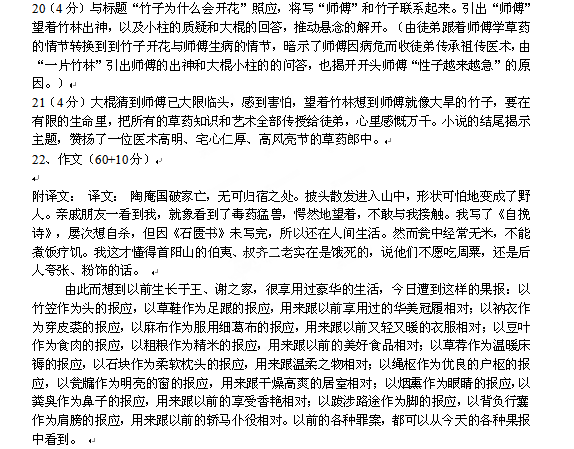 20（4 分）与标题“竹子为什么会开花”照应，将写“师傅”和竹子联系起来。引出“师傅”
望着竹林出神，以及小柱的质疑和大棍的回答，推动悬念的解开。（由徒弟跟着师傅学草药
的情节转换到到竹子开花与师傅生病的情节，暗示了师傅因病危而收徒弟传承祖传医术，由
“一片竹林”引出师傅的出神和大棍小柱的的问答，也揭开开头师傅“性子越来越急”的原
因。）
21（4 分）大棍猜到师傅己大限临头，感到害怕，望着竹林想到师傅就像大旱的竹子，要在
有限的生命里，把所有的草药知识和艺术全部传授给徒弟，心里感慨万千。小说的结尾揭示
主题，赞扬了一位医术高明、宅心仁厚、高风亮节的草药郎中。
22、作文（60+10 分）
附译文： 译文： 陶庵国破家亡，无可归宿之处。披头散发进入山中，形状可怕地变成了野
人。亲戚朋友一看到我，就象看到了毒药猛兽，愕然地望着，不敢与我接触。我写了《自挽
诗》，屡次想自杀，但因《石匮书》未写完，所以还在人间生活。然而瓮中经常无米，不能
煮饭疗饥。我这才懂得首阳山的伯夷、叔齐二老实在是饿死的，说他们不愿吃周粟，还是后
人夸张、粉饰的话。
由此而想到以前生长于王、谢之家，很享用过豪华的生活，今日遭到这样的果报：以
竹笠作为头的报应，以草鞋作为足跟的报应，用来跟以前享用过的华美冠履相对；以衲衣作
为穿皮裘的报应，以麻布作为服用细葛布的报应，用来跟以前又轻又暖的衣服相对；以豆叶
作为食肉的报应，以粗粮作为精米的报应，用来跟以前的美好食品相对；以草荐作为温暖床
褥的报应，以石块作为柔软枕头的报应，用来跟温柔之物相对；以绳枢作为优良的户枢的报
应，以瓮牖作为明亮的窗的报应，用来跟干燥高爽的居室相对；以烟熏作为眼睛的报应，以
粪臭作为鼻子的报应，用来跟以前的享受香艳相对；以跋涉路途作为脚的报应，以背负行囊
作为肩膀的报应，用来跟以前的轿马仆役相对。以前的各种罪案，都可以从今天的各种果报
中看到。